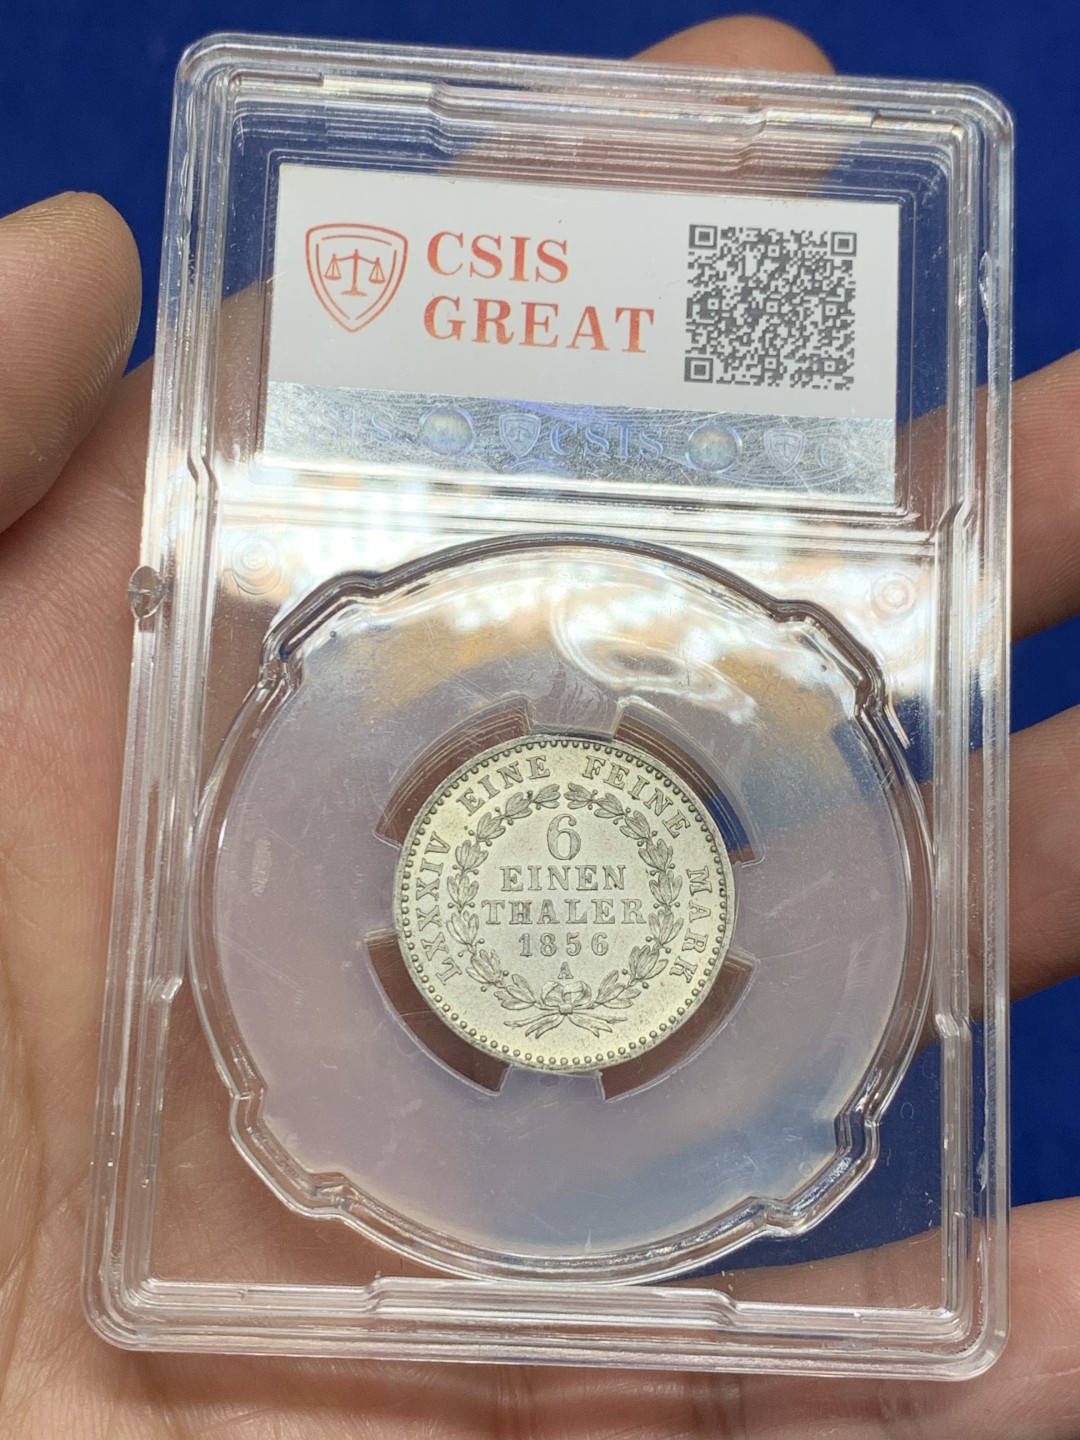 CSIS
GREAT
CSIS
CSIS
LXXXIV EINE FEINE MARK
6
EINEN
THALER
1856
A